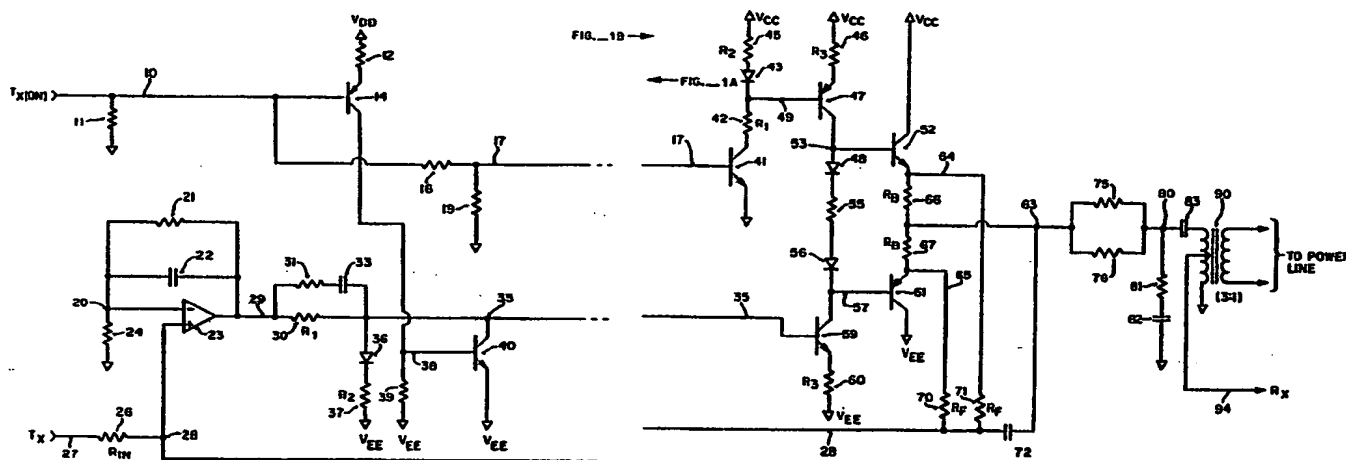 VDD
12
10
TX(ON)
11
14
17
18
19
21
22
20
24
23
29
31
33
30
R1
35
36
R2
37
39
38
40
VEE
VEE
VEE
TX
27
26
RIN
28
FIG._1B
FIG._1A
VCC
45
R2
43
VCC
46
R3
47
49
42
R1
17
41
VCC
52
53
48
64
55
RB
66
63
56
RB
67
65
35
57
61
59
VEE
R3
60
VEE
70
RF
71
RF
28
72
75
76
80
83
90
81
82
(3:1)
TO POWER
LINE
94
RX